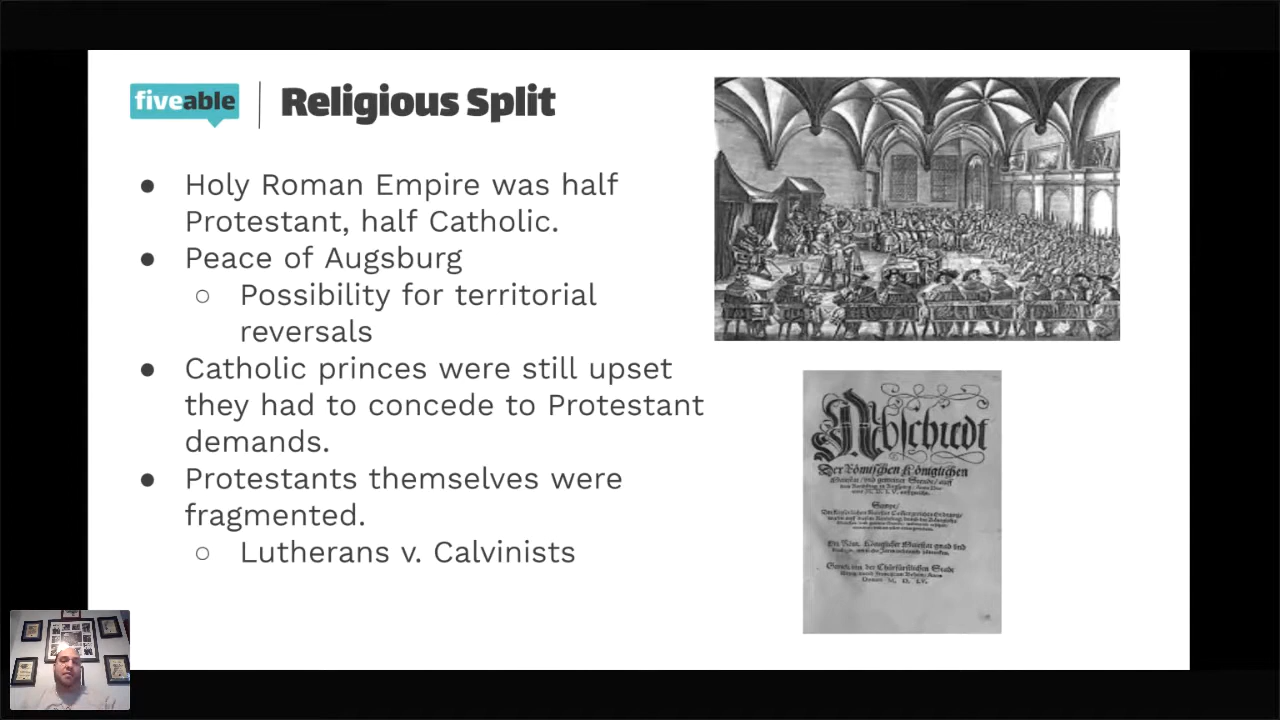 fiveable
Religious Split
● Holy Roman Empire was half
Protestant, half Catholic.
● Peace of Augsburg
○ Possibility for territorial
reversals
● Catholic princes were still upset
they had to concede to Protestant
demands.
● Protestants themselves were
fragmented.
○ Lutherans v. Calvinists
Abschiedt
Der Römischen Königlichen